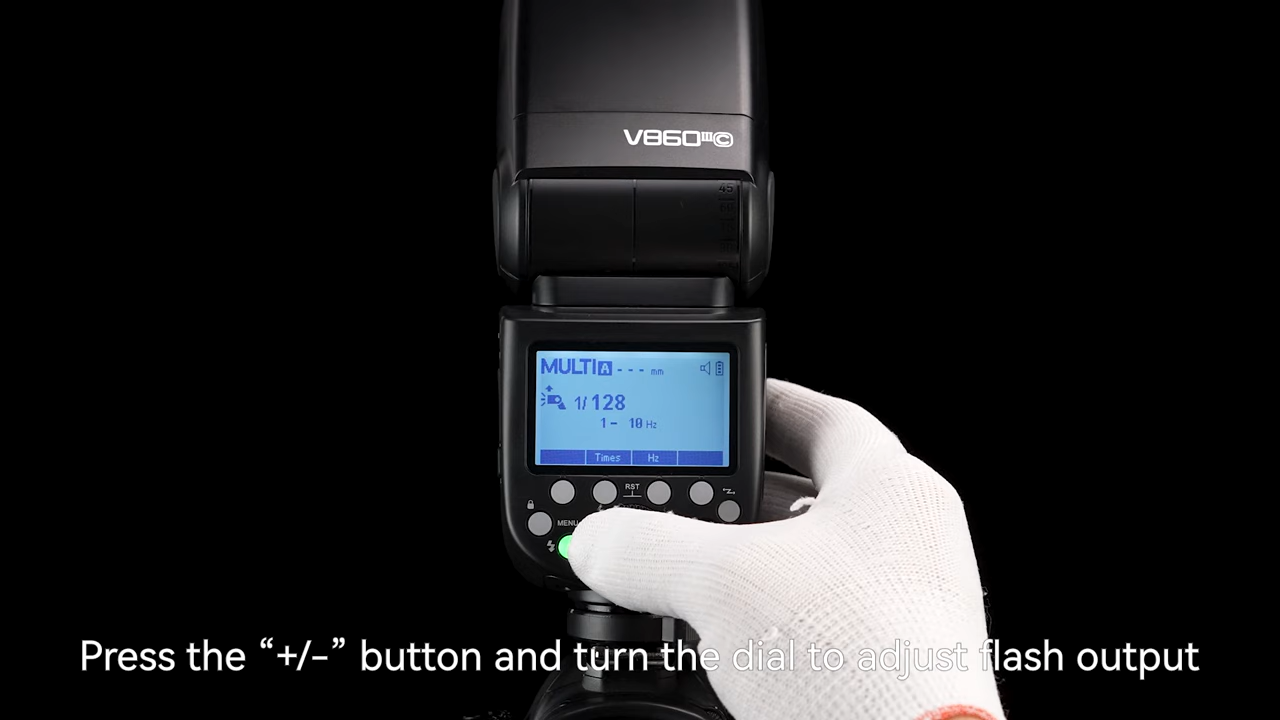 V860III C
45
MULTI A - - - mm
1/128
1 - 10 Hz
Times Hz
RST
MENU
Press the “+/-” button and turn the dial to adjust flash output